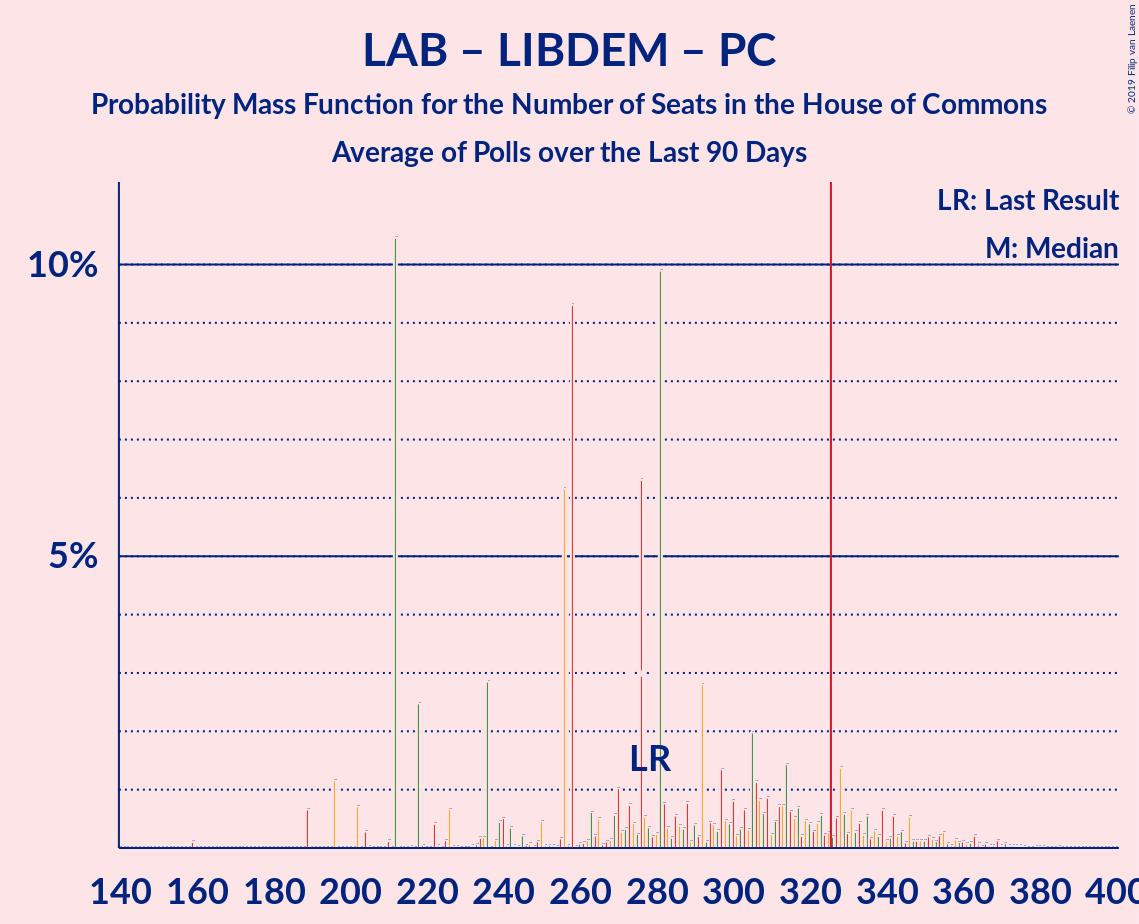 LAB – LIBDEM – PC
Probability Mass Function for the Number of Seats in the House of Commons
Average of Polls over the Last 90 Days
© 2019 Filip van Laenen
LR: Last Result
M: Median
10%
5%
LR
140 160 180 200 220 240 260 280 300 320 340 360 380 400